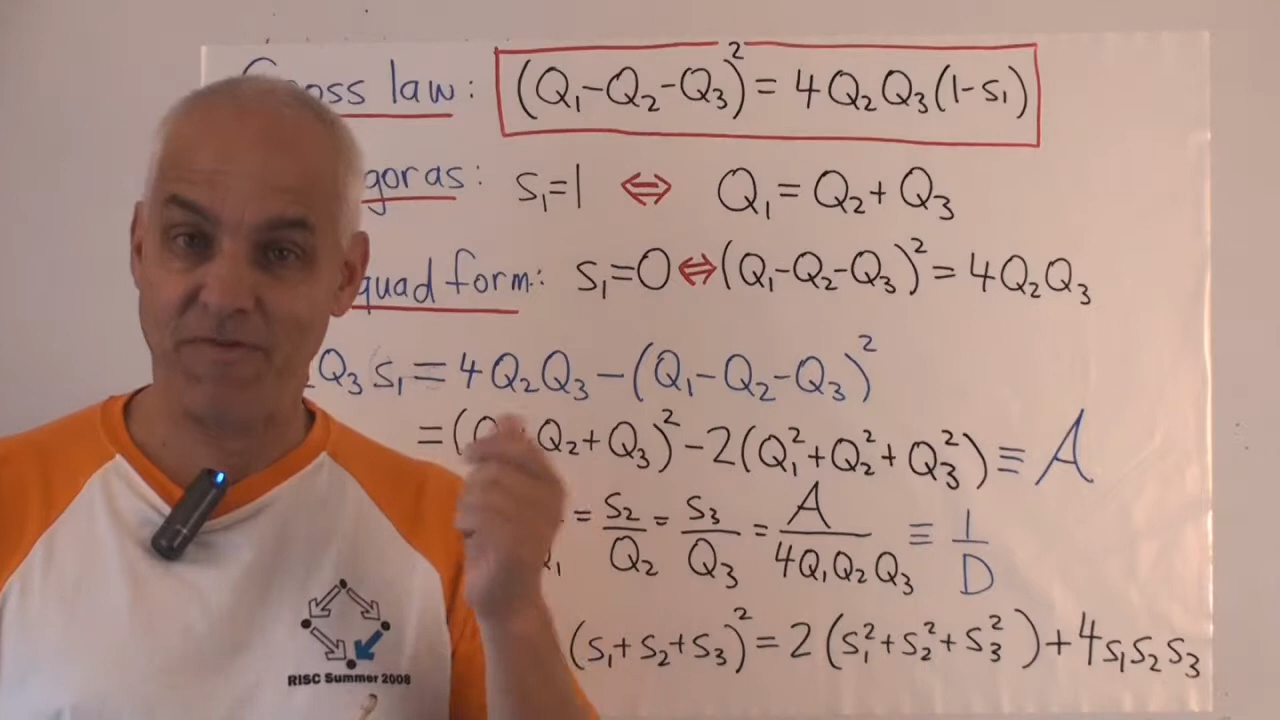 oss law: (Q₁-Q₂-Q₃)² = 4Q₂Q₃(1-s₁)
goras: s₁=1 ⇔ Q₁=Q₂+Q₃
quad form: s₁=0 ⇔ (Q₁-Q₂-Q₃)² = 4Q₂Q₃
Q₃s₁ = 4Q₂Q₃ - (Q₁-Q₂-Q₃)²
= (Q + Q₂ + Q₃)² - 2(Q₁²+Q₂²+Q₃²) ≡ A
= s₂/Q₂ = s₃/Q₃ = A/4Q₁Q₂Q₃ ≡ 1/D
(s₁+s₂+s₃)² = 2(s₁²+s₂²+s₃²)+4s₁s₂s₃
RISC Summer 2008